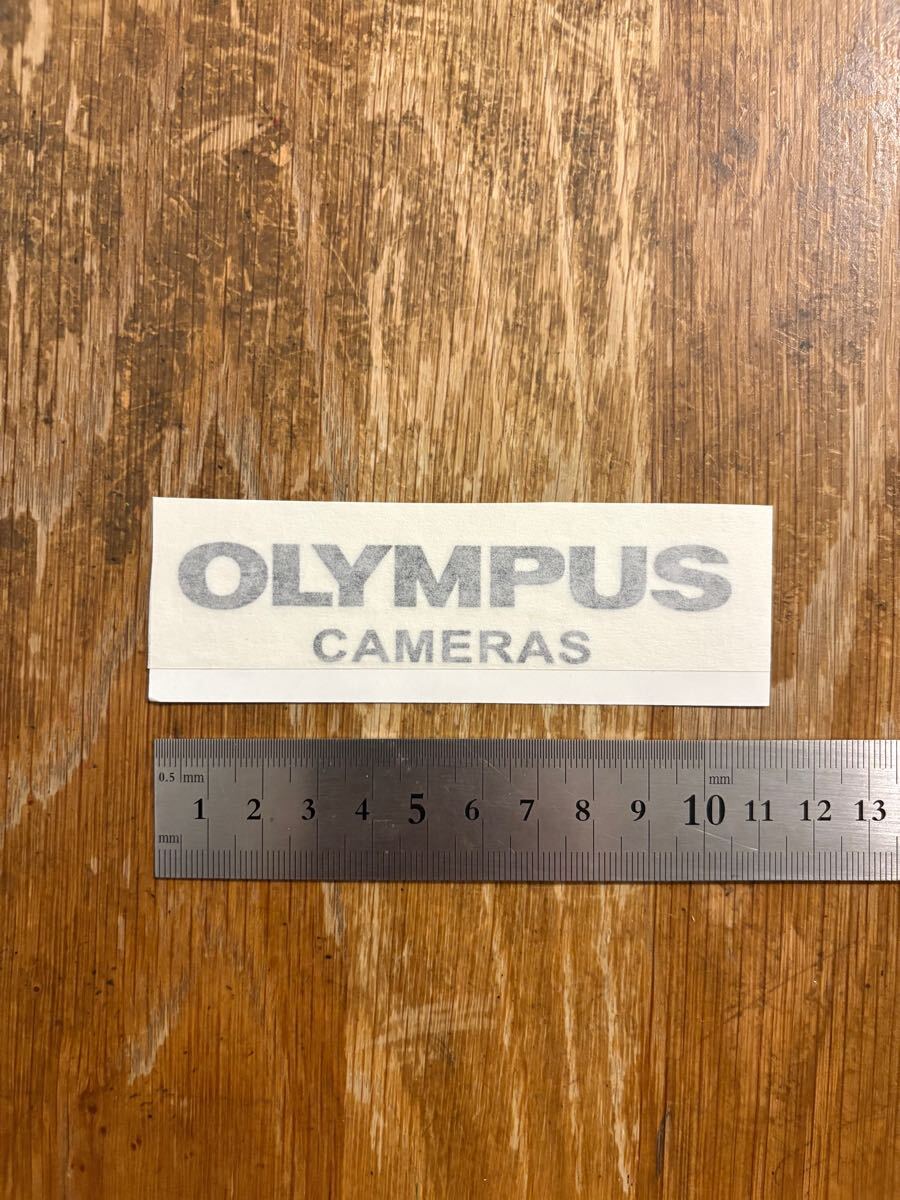 OLYMPUS
CAMERAS
0.5 mm mm
1 2 3 4 5 6 7 8 9 10 11 12 13
mm